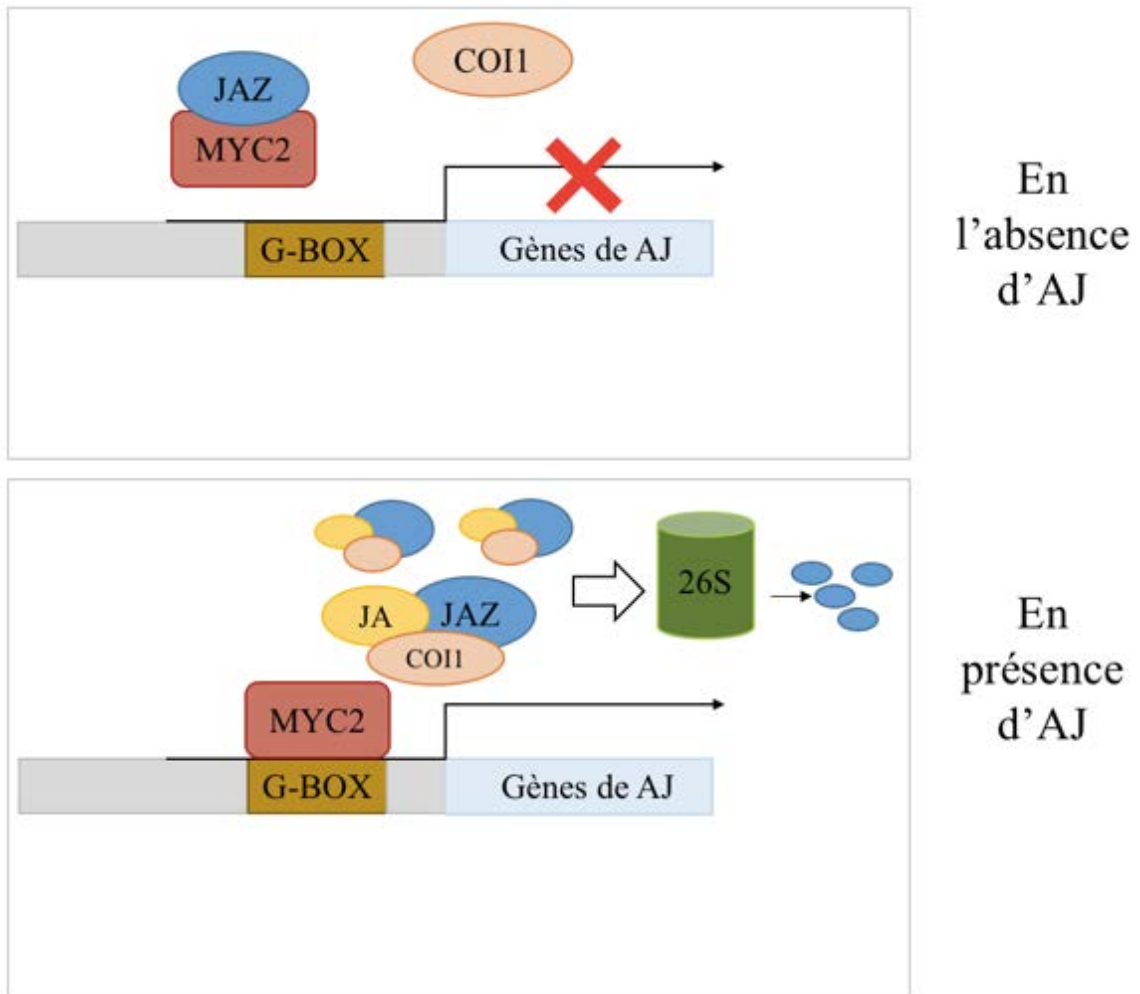 COI1
JAZ
MYC2
G-BOX
Gènes de AJ
En
l'absence
d'AJ
JA
JAZ
COI1
26S
MYC2
G-BOX
Gènes de AJ
En
présence
d'AJ